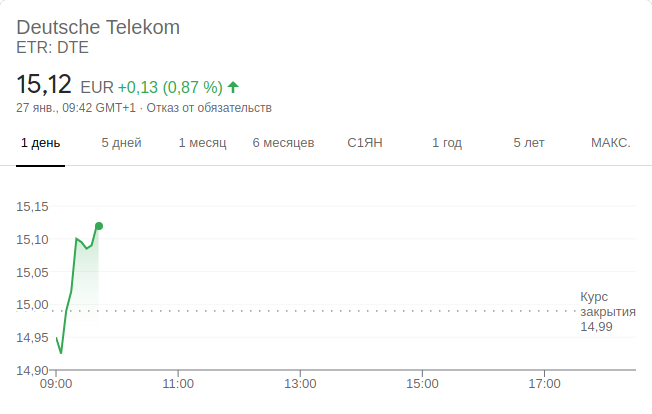 Deutsche Telekom
ETR: DTE
15,12 EUR +0,13 (0,87 %)
27 янв., 09:42 GMT+1 · Отказ от обязательств
1 день 5 дней 1 месяц 6 месяцев С1ЯН 1 год 5 лет МАКС.
15,15
15,10
15,05
15,00
14,95
14,90
Курс
закрытия
14,99
09:00 11:00 13:00 15:00 17:00